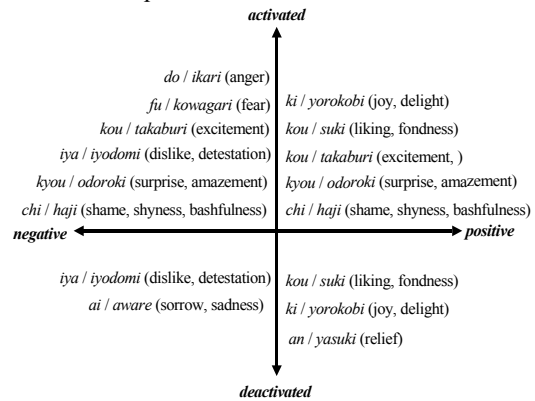 activated
do / ikari (anger)
fu / kowagari (fear)
kou / takaburi (excitement)
iya / iyodomi (dislike, detestation)
kyou / odoroki (surprise, amazement)
chi / haji (shame, shyness, bashfulness)
ki / yorokobi (joy, delight)
kou / suki (liking, fondness)
kou / takaburi (excitement, )
kyou / odoroki (surprise, amazement)
chi / haji (shame, shyness, bashfulness)
negative
positive
iya / iyodomi (dislike, detestation)
ai / aware (sorrow, sadness)
kou / suki (liking, fondness)
ki / yorokobi (joy, delight)
an / yasuki (relief)
deactivated